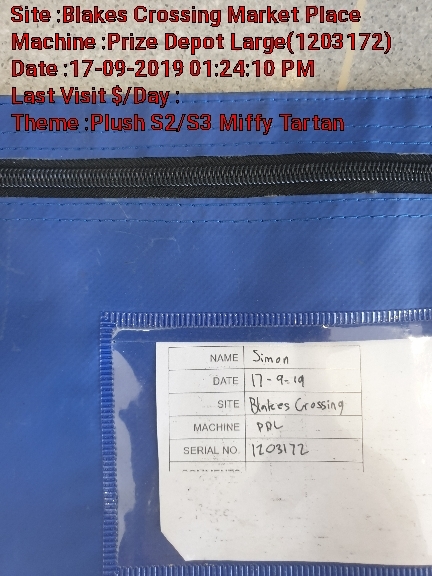 Site :Blakes Crossing Market Place
Machine :Prize Depot Large(1203172)
Date :17-09-2019 01:24:10 PM
Last Visit $/Day :
Theme :Plush S2/S3 Miffy Tartan
NAME Simon
DATE 17-9-19
SITE Blakes Crossing
MACHINE PDL
SERIAL NO. 1203172